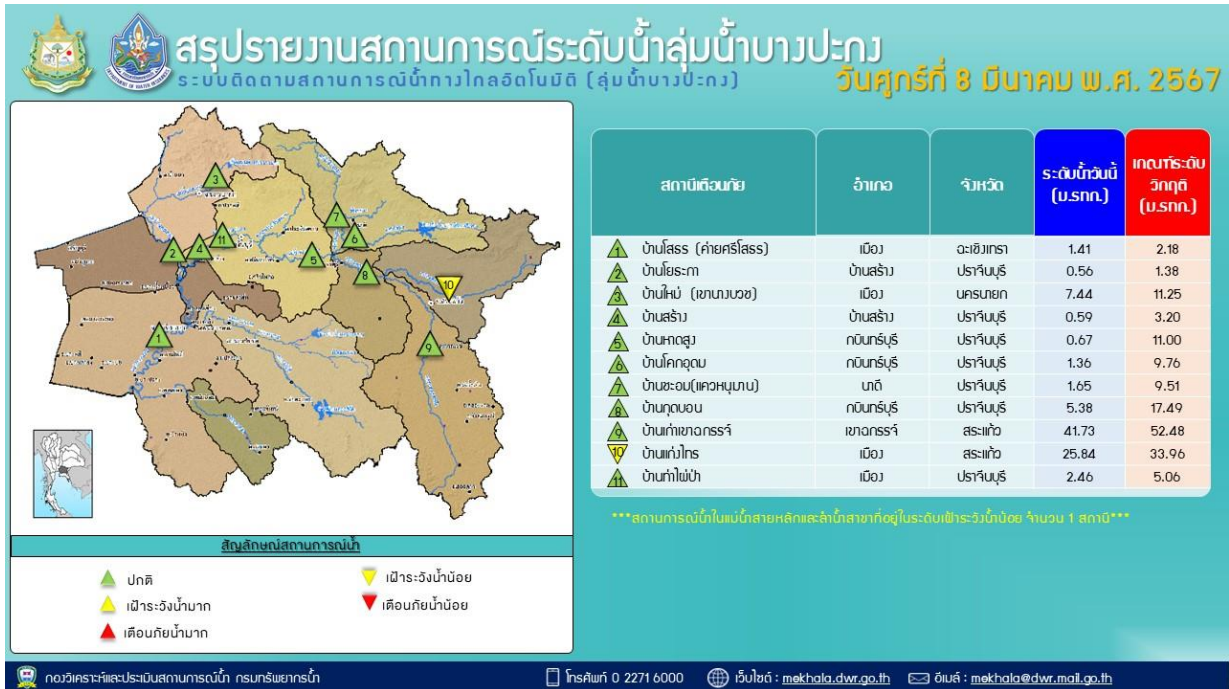 สรุปรายงานสถานการณ์ระดับน้ำลุ่มน้ำบางปะกง
ระบบติดตามสถานการณ์น้ำทางไกลอัตโนมัติ (ลุ่มน้ำบางปะกง)
วันศุกร์ที่ 8 มีนาคม พ.ศ. 2567
3
7
11
2
4
6
5
8
10
1
9
สัญลักษณ์สถานการณ์น้ำ
ปกติ
เฝ้าระวังน้ำน้อย
เฝ้าระวังน้ำมาก
เตือนภัยน้ำน้อย
เตือนภัยน้ำมาก
สถานีเตือนภัย อำเภอ จังหวัด ระดับน้ำวันนี้ (ม.รทก.) เกณฑ์ระดับวิกฤติ (ม.รทก.)
1 บ้านโสธร (ค่ายศรีโสธร) เมือง ฉะเชิงเทรา 1.41 2.18
2 บ้านโยธะกา บ้านสร้าง ปราจีนบุรี 0.56 1.38
3 บ้านใหม่ (เขานางบวช) เมือง นครนายก 7.44 11.25
4 บ้านสร้าง บ้านสร้าง ปราจีนบุรี 0.59 3.20
5 บ้านหาดสูง กบินทร์บุรี ปราจีนบุรี 0.67 11.00
6 บ้านโคกอุดม กบินทร์บุรี ปราจีนบุรี 1.36 9.76
7 บ้านชะอม(แควหนุมาน) นาดี ปราจีนบุรี 1.65 9.51
8 บ้านกุดบอน กบินทร์บุรี ปราจีนบุรี 5.38 17.49
9 บ้านเก่าเขาฉกรรจ์ เขาฉกรรจ์ สระแก้ว 41.73 52.48
10 บ้านแก่งไทร เมือง สระแก้ว 25.84 33.96
11 บ้านท่าไผ่ป่า เมือง ปราจีนบุรี 2.46 5.06
***สถานการณ์น้ำในแม่น้ำสายหลักและลำน้ำสาขาที่อยู่ในระดับเฝ้าระวังน้ำน้อย จำนวน 1 สถานี***
กองวิเคราะห์และประเมินสถานการณ์น้ำ กรมทรัพยากรน้ำ
โทรศัพท์ 0 2271 6000
เว็บไซต์ : mekhala.dwr.go.th
อีเมล์ : mekhala@dwr.mail.go.th